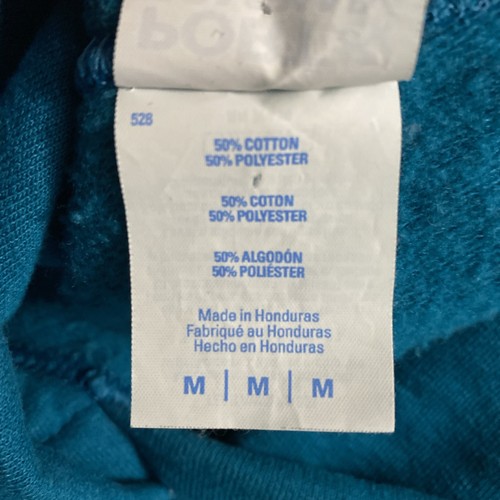 528
50% COTTON
50% POLYESTER
50% COTON
50% POLYESTER
50% ALGODÓN
50% POLIÉSTER
Made in Honduras
Fabriqué au Honduras
Hecho en Honduras
M | M | M